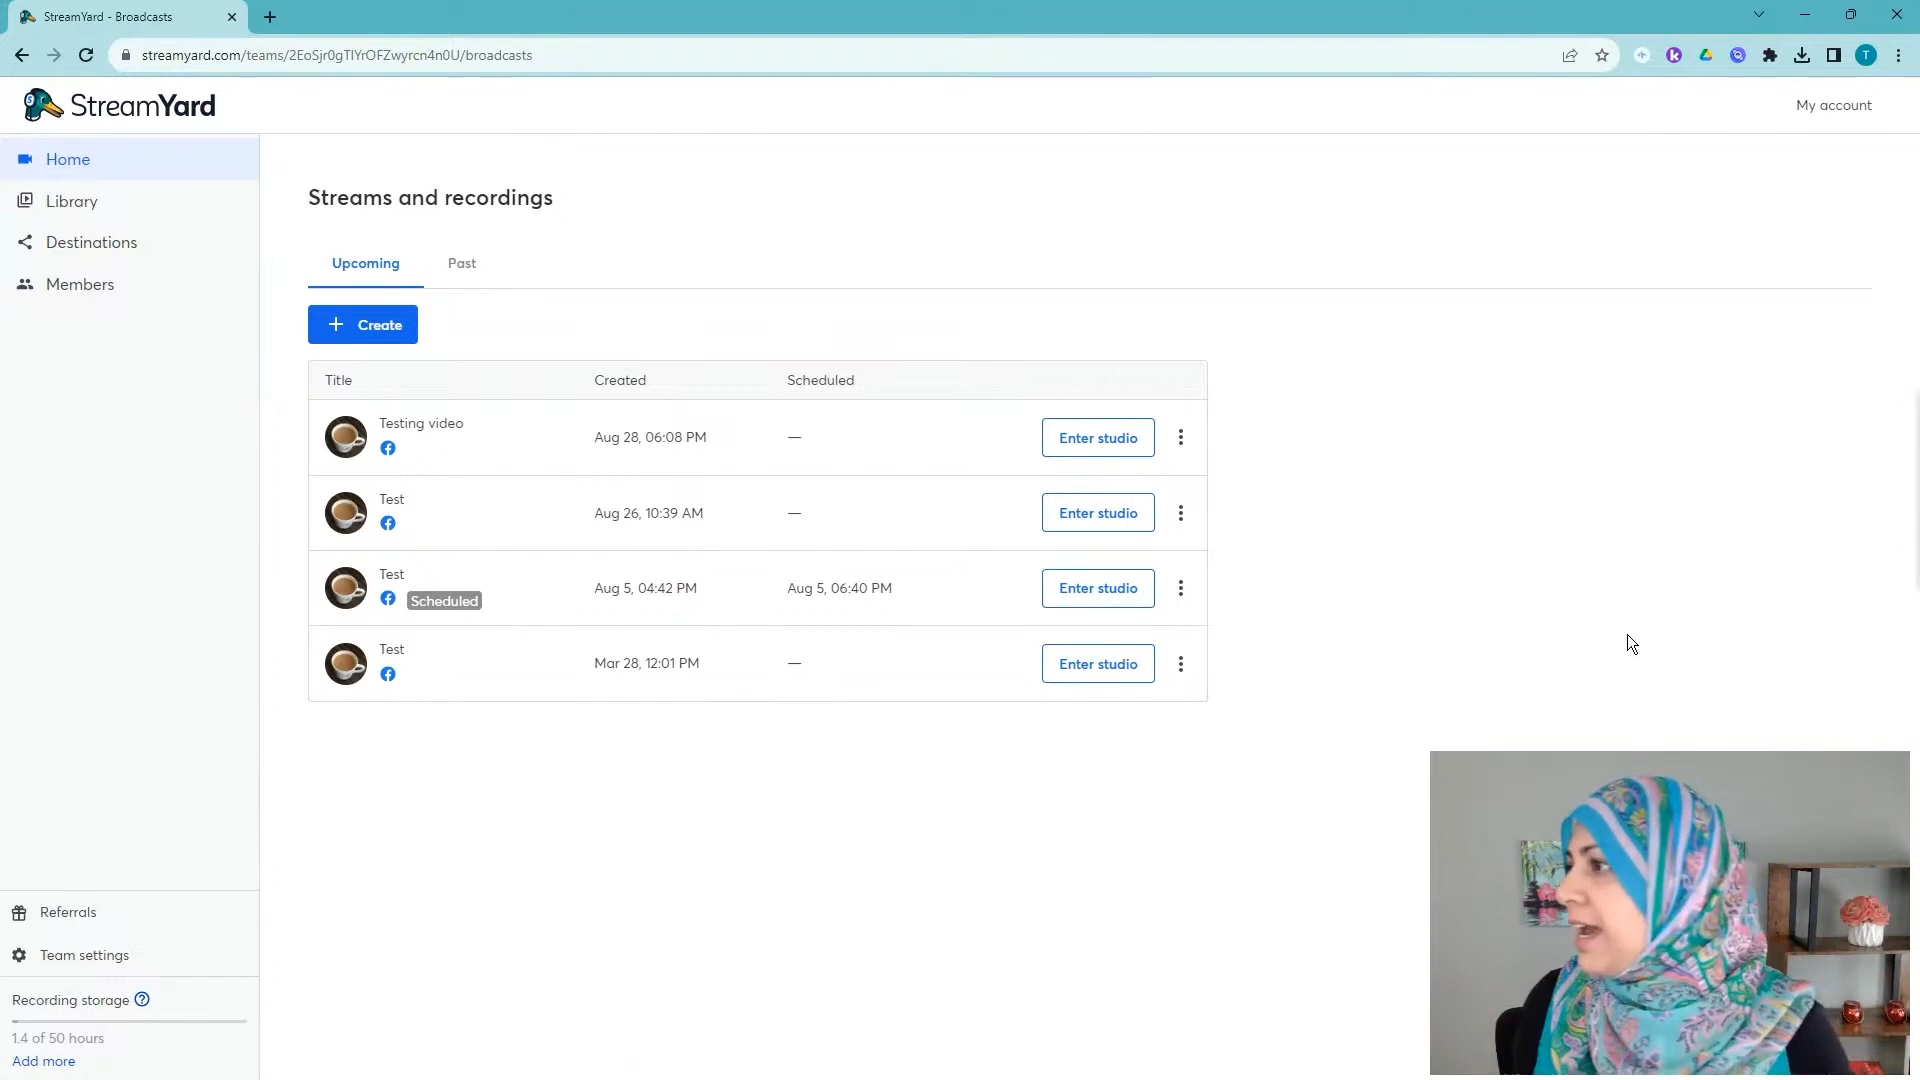 StreamYard - Broadcasts
streamyard.com/teams/2EoSjr0gTlYrOFZwyrcn4n0U/broadcasts
T
StreamYard
My account
Home
Library
Destinations
Members
Streams and recordings
Upcoming Past
+ Create
Title Created Scheduled
Testing video
Aug 28, 06:08 PM — Enter studio
Test
Aug 26, 10:39 AM — Enter studio
Test
Scheduled
Aug 5, 04:42 PM Aug 5, 06:40 PM Enter studio
Test
Mar 28, 12:01 PM — Enter studio
Referrals
Team settings
Recording storage
1.4 of 50 hours
Add more